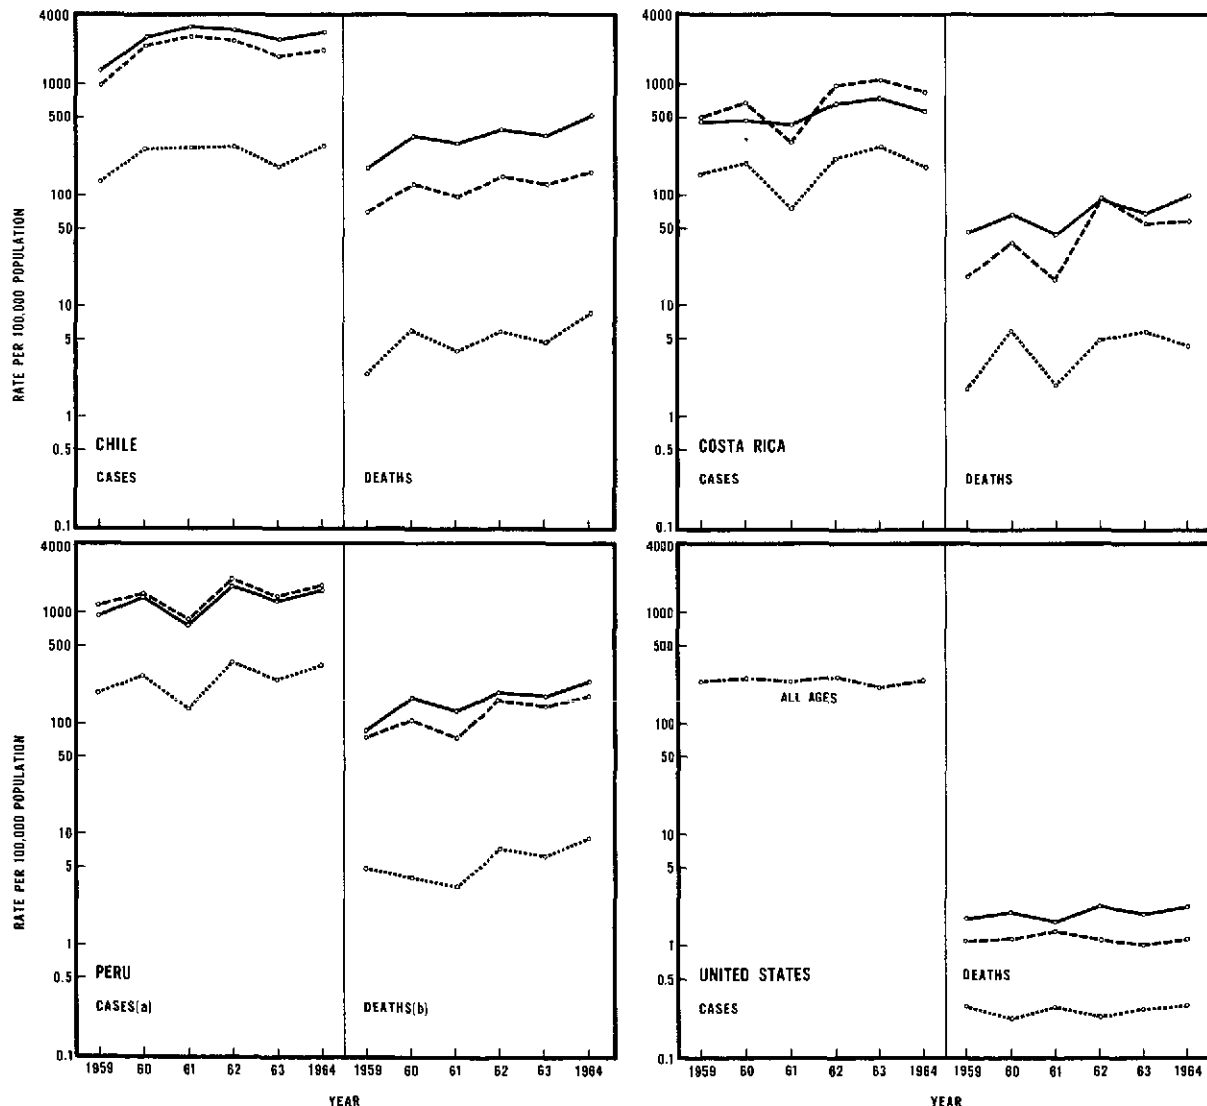 4000
1000
500
100
50
10
5
1
0.5
0.1
RATE PER 100,000 POPULATION
CHILE
CASES
DEATHS
4000
1000
500
100
50
10
5
1
0.5
0.1
COSTA RICA
CASES
DEATHS
4000
1000
500
100
50
10
5
1
0.5
0.1
RATE PER 100,000 POPULATION
PERU
CASES(a)
DEATHS(b)
1959 60 61 62 63 1964 1959 60 61 62 63 1964
YEAR
4000
1000
500
100
50
10
5
1
0.5
0.1
ALL AGES
UNITED STATES
CASES
DEATHS
1959 60 61 62 63 1964 1959 60 61 62 63 1964
YEAR